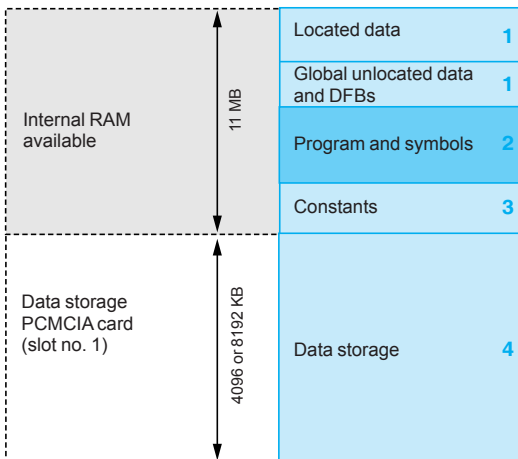 Located data 1
Global unlocated data
and DFBs 1
Internal RAM
available
11 MB
Program and symbols 2
Constants 3
Data storage
PCMCIA card
(slot no. 1)
4096 or 8192 KB
Data storage 4